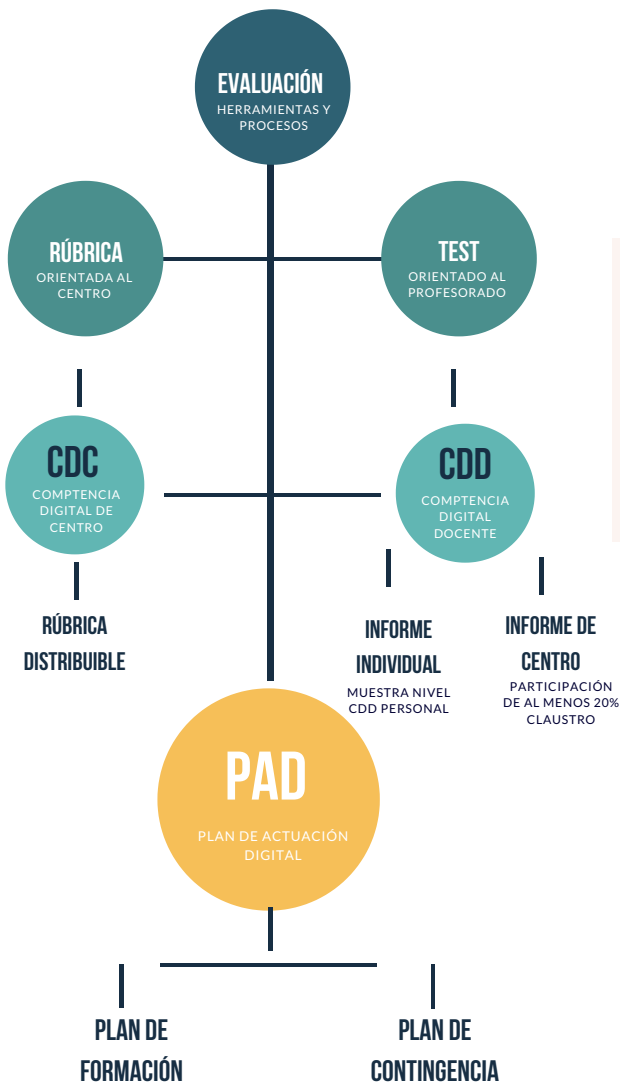 EVALUACIÓN
HERRAMIENTAS Y
PROCESOS
RÚBRICA
ORIENTADA AL
CENTRO
TEST
ORIENTADO AL
PROFESORADO
CDC
COMPTENCIA
DIGITAL DE
CENTRO
CDD
COMPTENCIA
DIGITAL
DOCENTE
RÚBRICA
DISTRIBUIBLE
INFORME
INDIVIDUAL
MUESTRA NIVEL
CDD PERSONAL
INFORME DE
CENTRO
PARTICIPACIÓN
DE AL MENOS 20%
CLAUSTRO
PAD
PLAN DE ACTUACIÓN
DIGITAL
PLAN DE
FORMACIÓN
PLAN DE
CONTINGENCIA